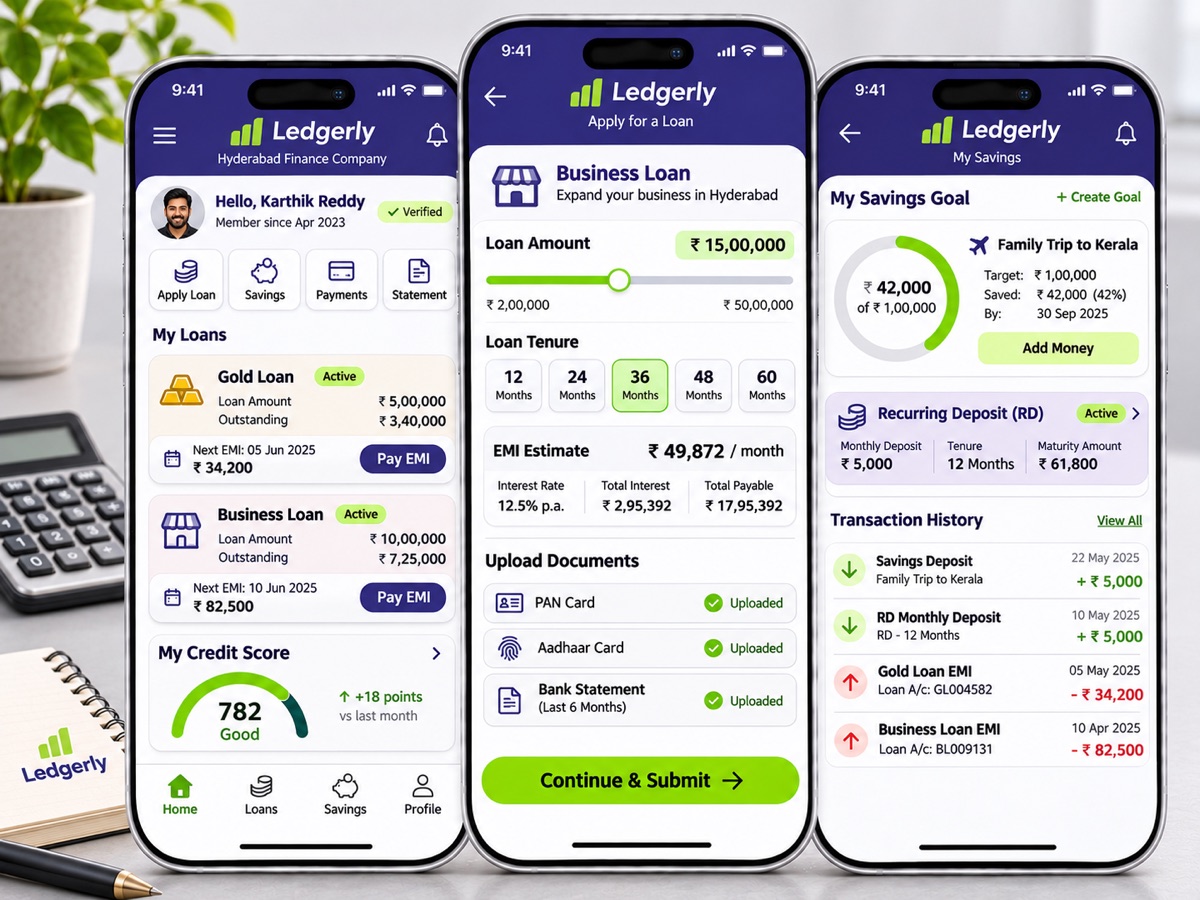 9:41
Ledgerly
Hyderabad Finance Company
Hello, Karthik Reddy
Member since Apr 2023
Verified
Apply Loan
Savings
Payments
Statement
My Loans
Gold Loan
Active
Loan Amount ₹ 5,00,000
Outstanding ₹ 3,40,000
Next EMI: 05 Jun 2025
₹ 34,200
Pay EMI
Business Loan
Active
Loan Amount ₹ 10,00,000
Outstanding ₹ 7,25,000
Next EMI: 10 Jun 2025
₹ 82,500
Pay EMI
My Credit Score
782
Good
+18 points
vs last month
Home
Loans
Savings
Profile
9:41
Ledgerly
Apply for a Loan
Business Loan
Expand your business in Hyderabad
Loan Amount
₹ 15,00,000
₹ 2,00,000
₹ 50,00,000
Loan Tenure
12
Months
24
Months
36
Months
48
Months
60
Months
EMI Estimate
₹ 49,872 / month
Interest Rate
12.5% p.a.
Total Interest
₹ 2,95,392
Total Payable
₹ 17,95,392
Upload Documents
PAN Card
Uploaded
Aadhaar Card
Uploaded
Bank Statement
(Last 6 Months)
Uploaded
Continue & Submit →
9:41
Ledgerly
My Savings
My Savings Goal
+ Create Goal
₹ 42,000
of ₹ 1,00,000
Family Trip to Kerala
Target: ₹ 1,00,000
Saved: ₹ 42,000 (42%)
By: 30 Sep 2025
Add Money
Recurring Deposit (RD)
Active
Monthly Deposit
₹ 5,000
Tenure
12 Months
Maturity Amount
₹ 61,800
Transaction History
View All
Savings Deposit
Family Trip to Kerala
22 May 2025
+ ₹ 5,000
RD Monthly Deposit
RD - 12 Months
10 May 2025
+ ₹ 5,000
Gold Loan EMI
Loan A/c: GL004582
05 May 2025
- ₹ 34,200
Business Loan EMI
Loan A/c: BL009131
10 Apr 2025
- ₹ 82,500
Ledgerly